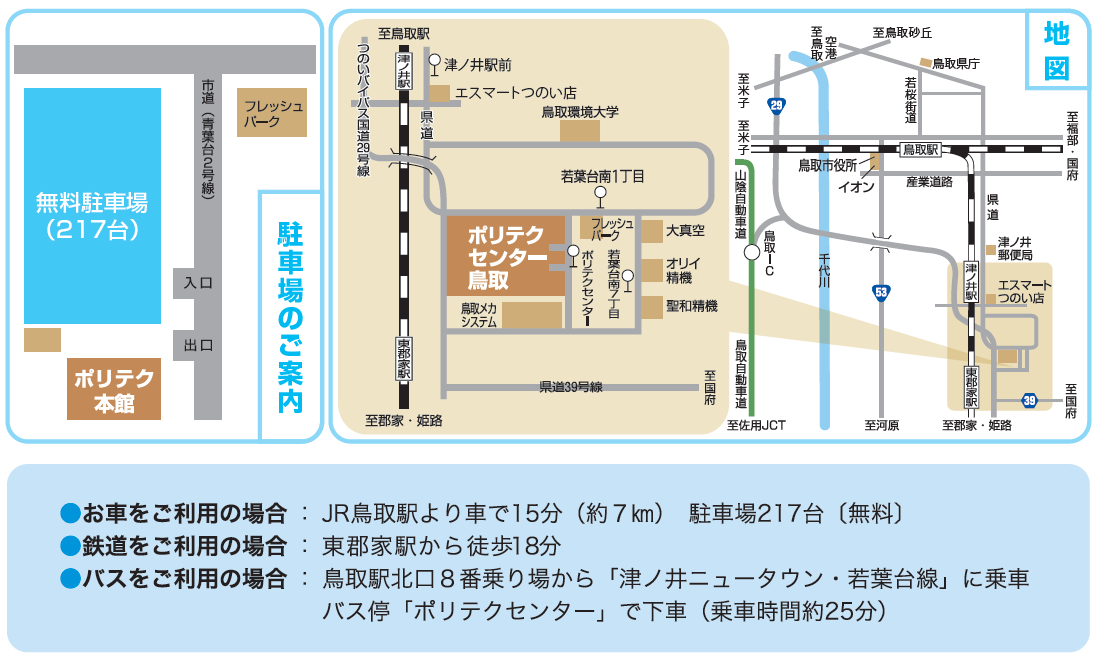 市道（青葉台2号線）
フレッシュ
パーク
無料駐車場
（217台）
入口
出口
ポリテク
本館
駐車場のご案内
至鳥取駅
つのいバイパス国道29号線
津ノ井駅
津ノ井駅前
エスマートつのい店
県道
鳥取環境大学
若葉台南1丁目
ポリテク
センター
鳥取
フレッシュ
パーク
ポリテクセンター
若葉台南7丁目
大真空
オリイ
精機
聖和精機
鳥取メカ
システム
東郡家駅
県道39号線
至国府
至郡家・姫路
地図
至鳥取
空港
至鳥取砂丘
鳥取県庁
若桜街道
至米子
29
至米子
至福部・国府
鳥取駅
鳥取市役所
イオン
産業道路
山陰自動車道
鳥取IC
千代川
県道
津ノ井
郵便局
津ノ井駅
エスマート
つのい店
53
鳥取自動車道
東郡家駅
39
至国府
至佐用JCT
至河原
至郡家・姫路
●お車をご利用の場合 ： JR鳥取駅より車で15分（約７㎞） 駐車場217台〔無料〕
●鉄道をご利用の場合 ： 東郡家駅から徒歩18分
●バスをご利用の場合 ： 鳥取駅北口８番乗り場から「津ノ井ニュータウン・若葉台線」に乗車
バス停「ポリテクセンター」で下車（乗車時間約25分）